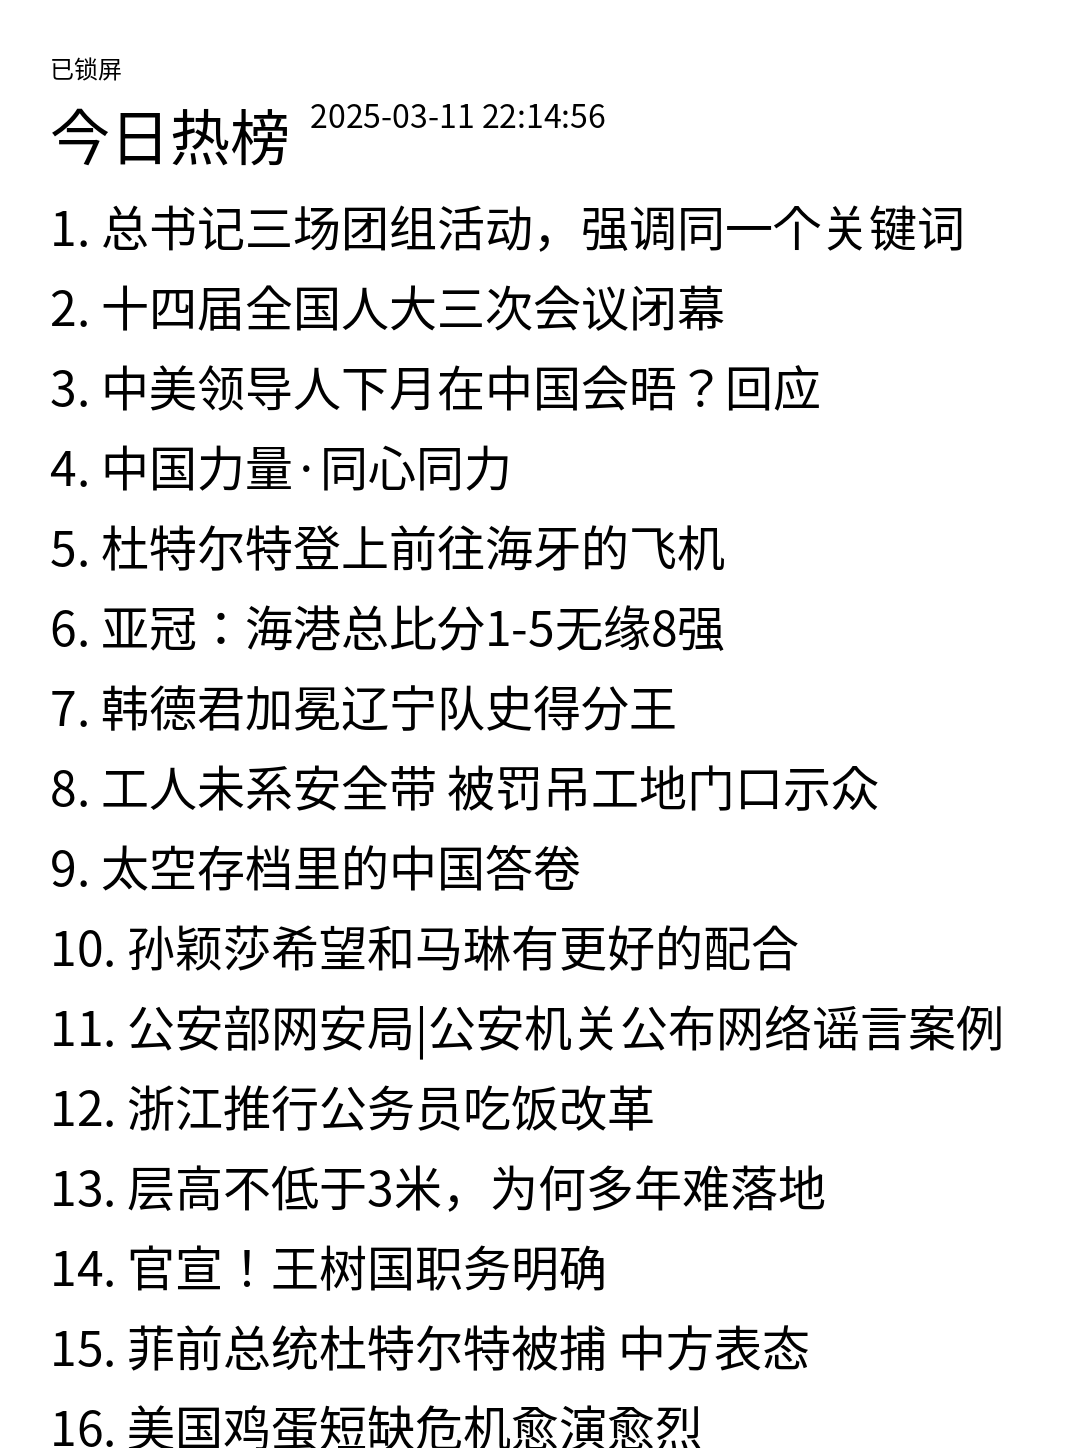 已锁屏
今日热榜 2025-03-11 22:14:56
1. 总书记三场团组活动，强调同一个关键词
2. 十四届全国人大三次会议闭幕
3. 中美领导人下月在中国会晤？回应
4. 中国力量·同心同力
5. 杜特尔特登上前往海牙的飞机
6. 亚冠：海港总比分1-5无缘8强
7. 韩德君加冕辽宁队史得分王
8. 工人未系安全带 被罚吊工地门口示众
9. 太空存档里的中国答卷
10. 孙颖莎希望和马琳有更好的配合
11. 公安部网安局|公安机关公布网络谣言案例
12. 浙江推行公务员吃饭改革
13. 层高不低于3米，为何多年难落地
14. 官宣！王树国职务明确
15. 菲前总统杜特尔特被捕 中方表态
16. 美国鸡蛋短缺危机愈演愈烈